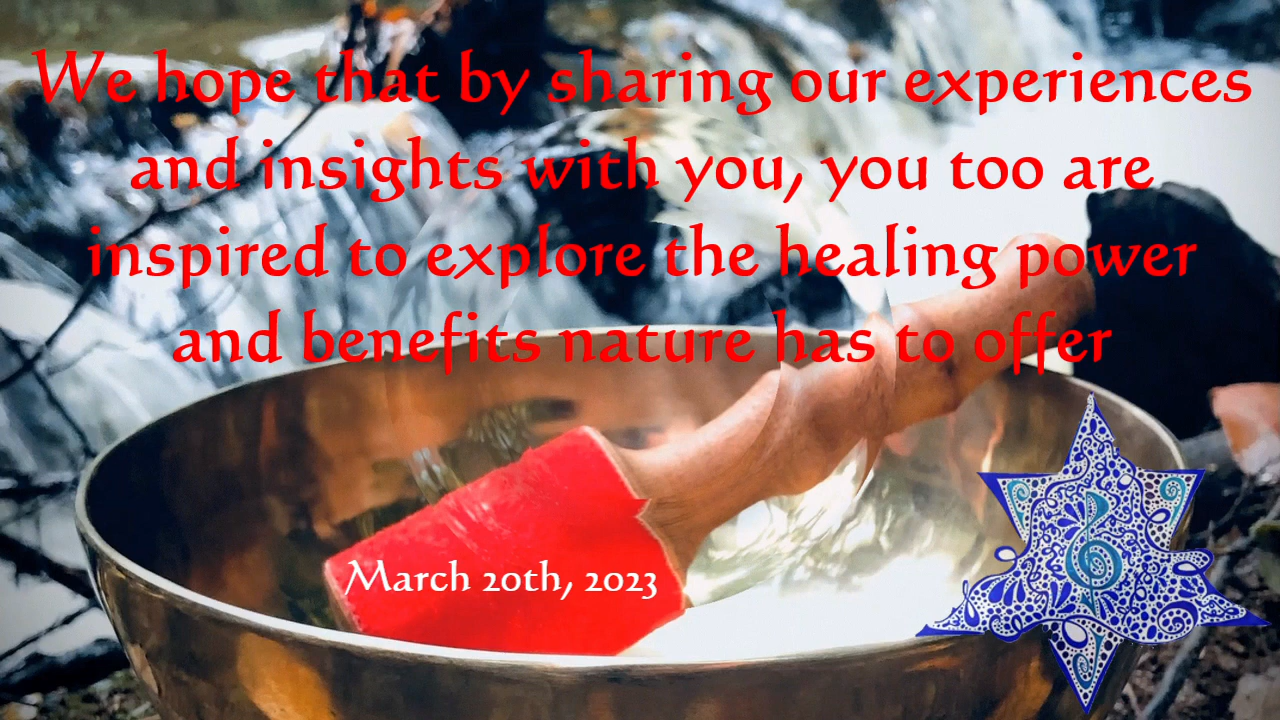 We hope that by sharing our experiences
and insights with you, you too are
inspired to explore the healing power
and benefits nature has to offer
March 20th, 2023